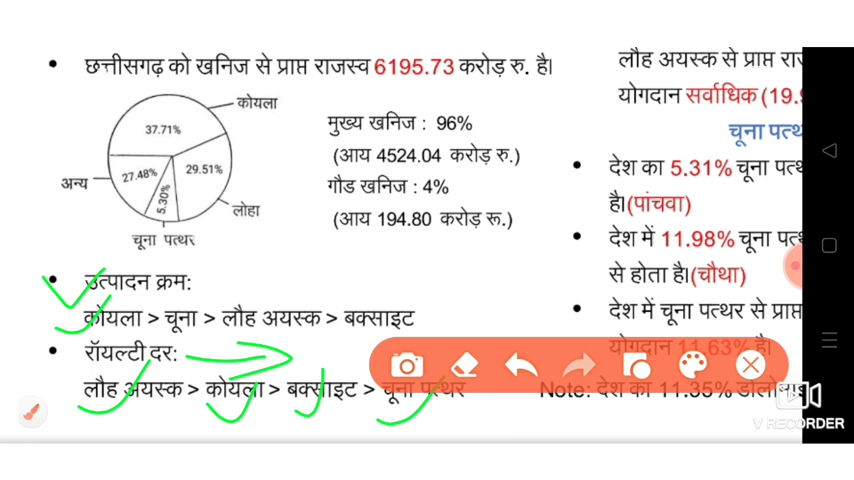 छत्तीसगढ़ को खनिज से प्राप्त राजस्व 6195.73 करोड़ रु. है।
कोयला
37.71%
29.51%
27.48%
5.30%
अन्य
लोहा
चूना पत्थर
मुख्य खनिज : 96%
(आय 4524.04 करोड़ रु.)
गौड खनिज : 4%
(आय 194.80 करोड़ रू.)
उत्पादन क्रम:
कोयला > चूना > लौह अयस्क > बक्साइट
रॉयल्टी दर:
लौह अयस्क > कोयला > बक्साइट > चूना पत्थर
लौह अयस्क से प्राप्त
योगदान सर्वाधिक (19.9
चूना
देश का 5.31% चूना
है।(पांचवा)
देश में 11.98% चूना
से होता है।(चौथा)
देश में चूना पत्थर से प्राप्त
योगदान 11.63% है।
Note: देश का 11.35%
V RECORDER